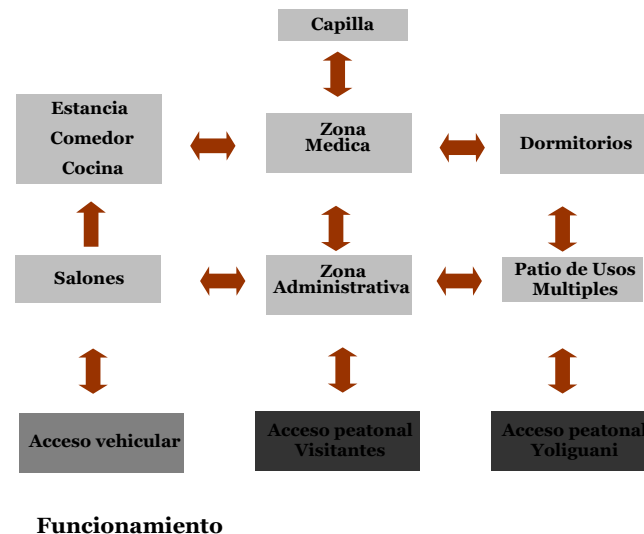 Capilla
Estancia
Comedor
Cocina
Zona
Medica
Dormitorios
Salones
Zona
Administrativa
Patio de Usos
Multiples
Acceso vehicular
Acceso peatonal
Visitantes
Acceso peatonal
Yoliguani
Funcionamiento